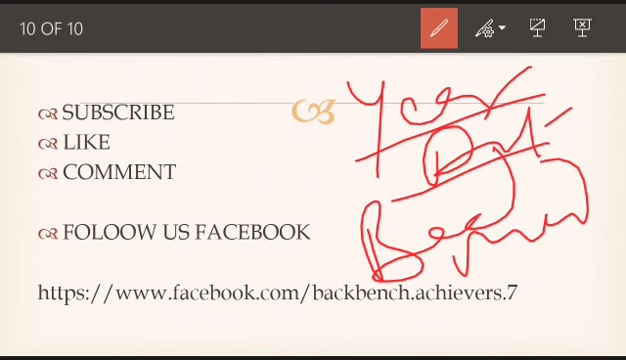 10 OF 10
SUBSCRIBE
LIKE
COMMENT
FOLOOW US FACEBOOK
https://www.facebook.com/backbench.achievers.7